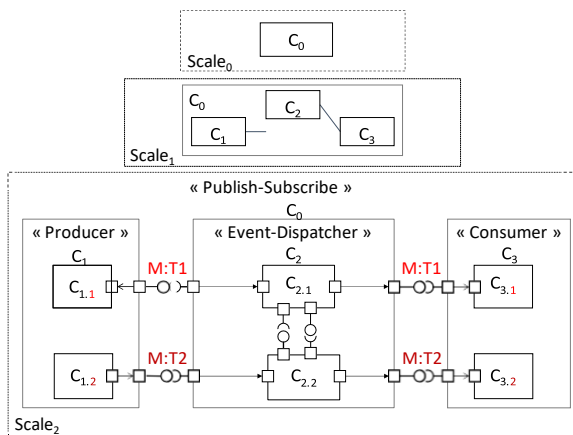 C0
Scale0
C0
C2
C1
C3
Scale1
« Publish-Subscribe »
C0
« Producer »
« Event-Dispatcher »
« Consumer »
C1
C2
C3
M:T1
M:T1
C1.1
C2.1
C3.1
M:T2
M:T2
C1.2
C2.2
C3.2
Scale2